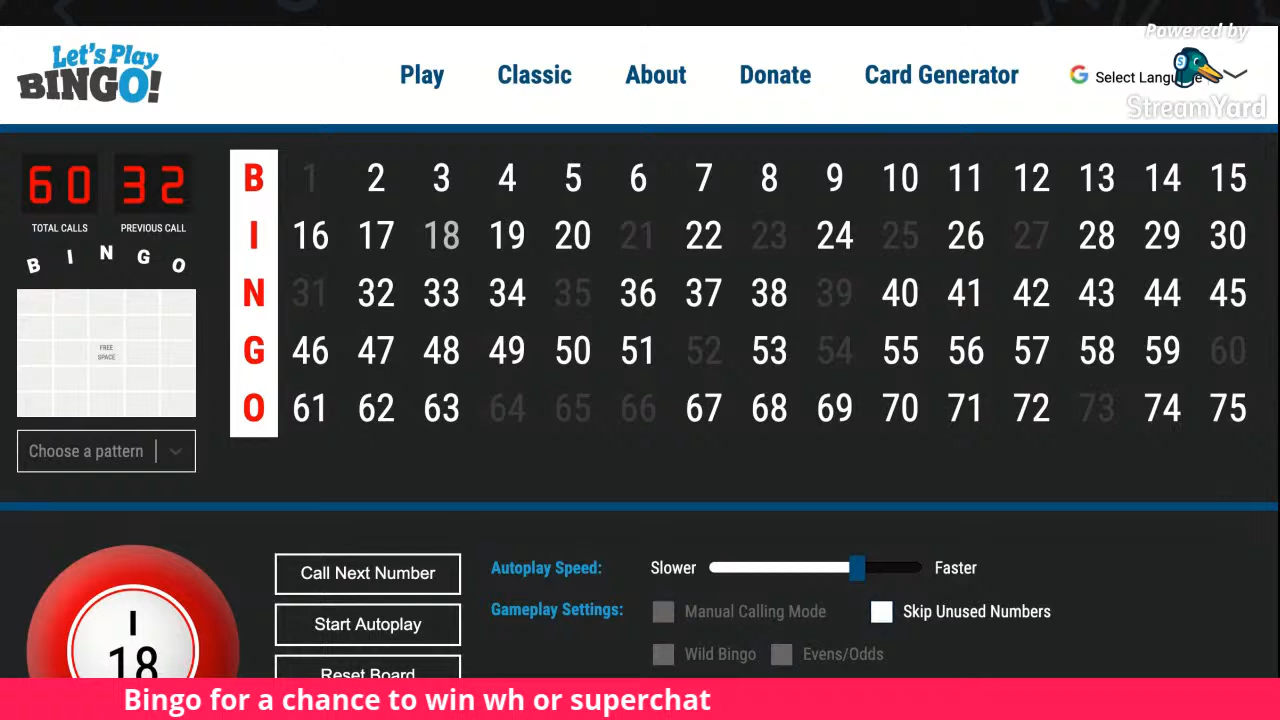 Powered by
Let's Play
BINGO!
Play Classic About Donate Card Generator
G Select Langu
StreamYard
60 32
TOTAL CALLS PREVIOUS CALL
B I N G O
B 1 2 3 4 5 6 7 8 9 10 11 12 13 14 15
I 16 17 18 19 20 21 22 23 24 25 26 27 28 29 30
N 31 32 33 34 35 36 37 38 39 40 41 42 43 44 45
G 46 47 48 49 50 51 52 53 54 55 56 57 58 59 60
O 61 62 63 64 65 66 67 68 69 70 71 72 73 74 75
FREE
SPACE
Choose a pattern
I
18
Call Next Number
Start Autoplay
Reset Board
Autoplay Speed: Slower Faster
Gameplay Settings: Manual Calling Mode Skip Unused Numbers
Wild Bingo Evens/Odds
Bingo for a chance to win wh or superchat